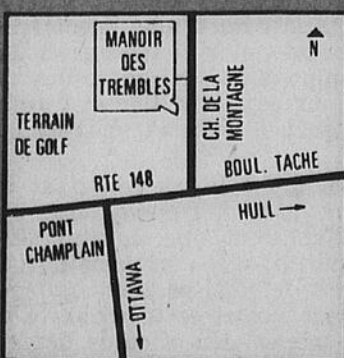 MANOIR
DES
TREMBLES
N
CH. DE LA
MONTAGNE
TERRAIN
DE GOLF
RTE 148
BOUL. TACHE
HULL →
PONT
CHAMPLAIN
OTTAWA